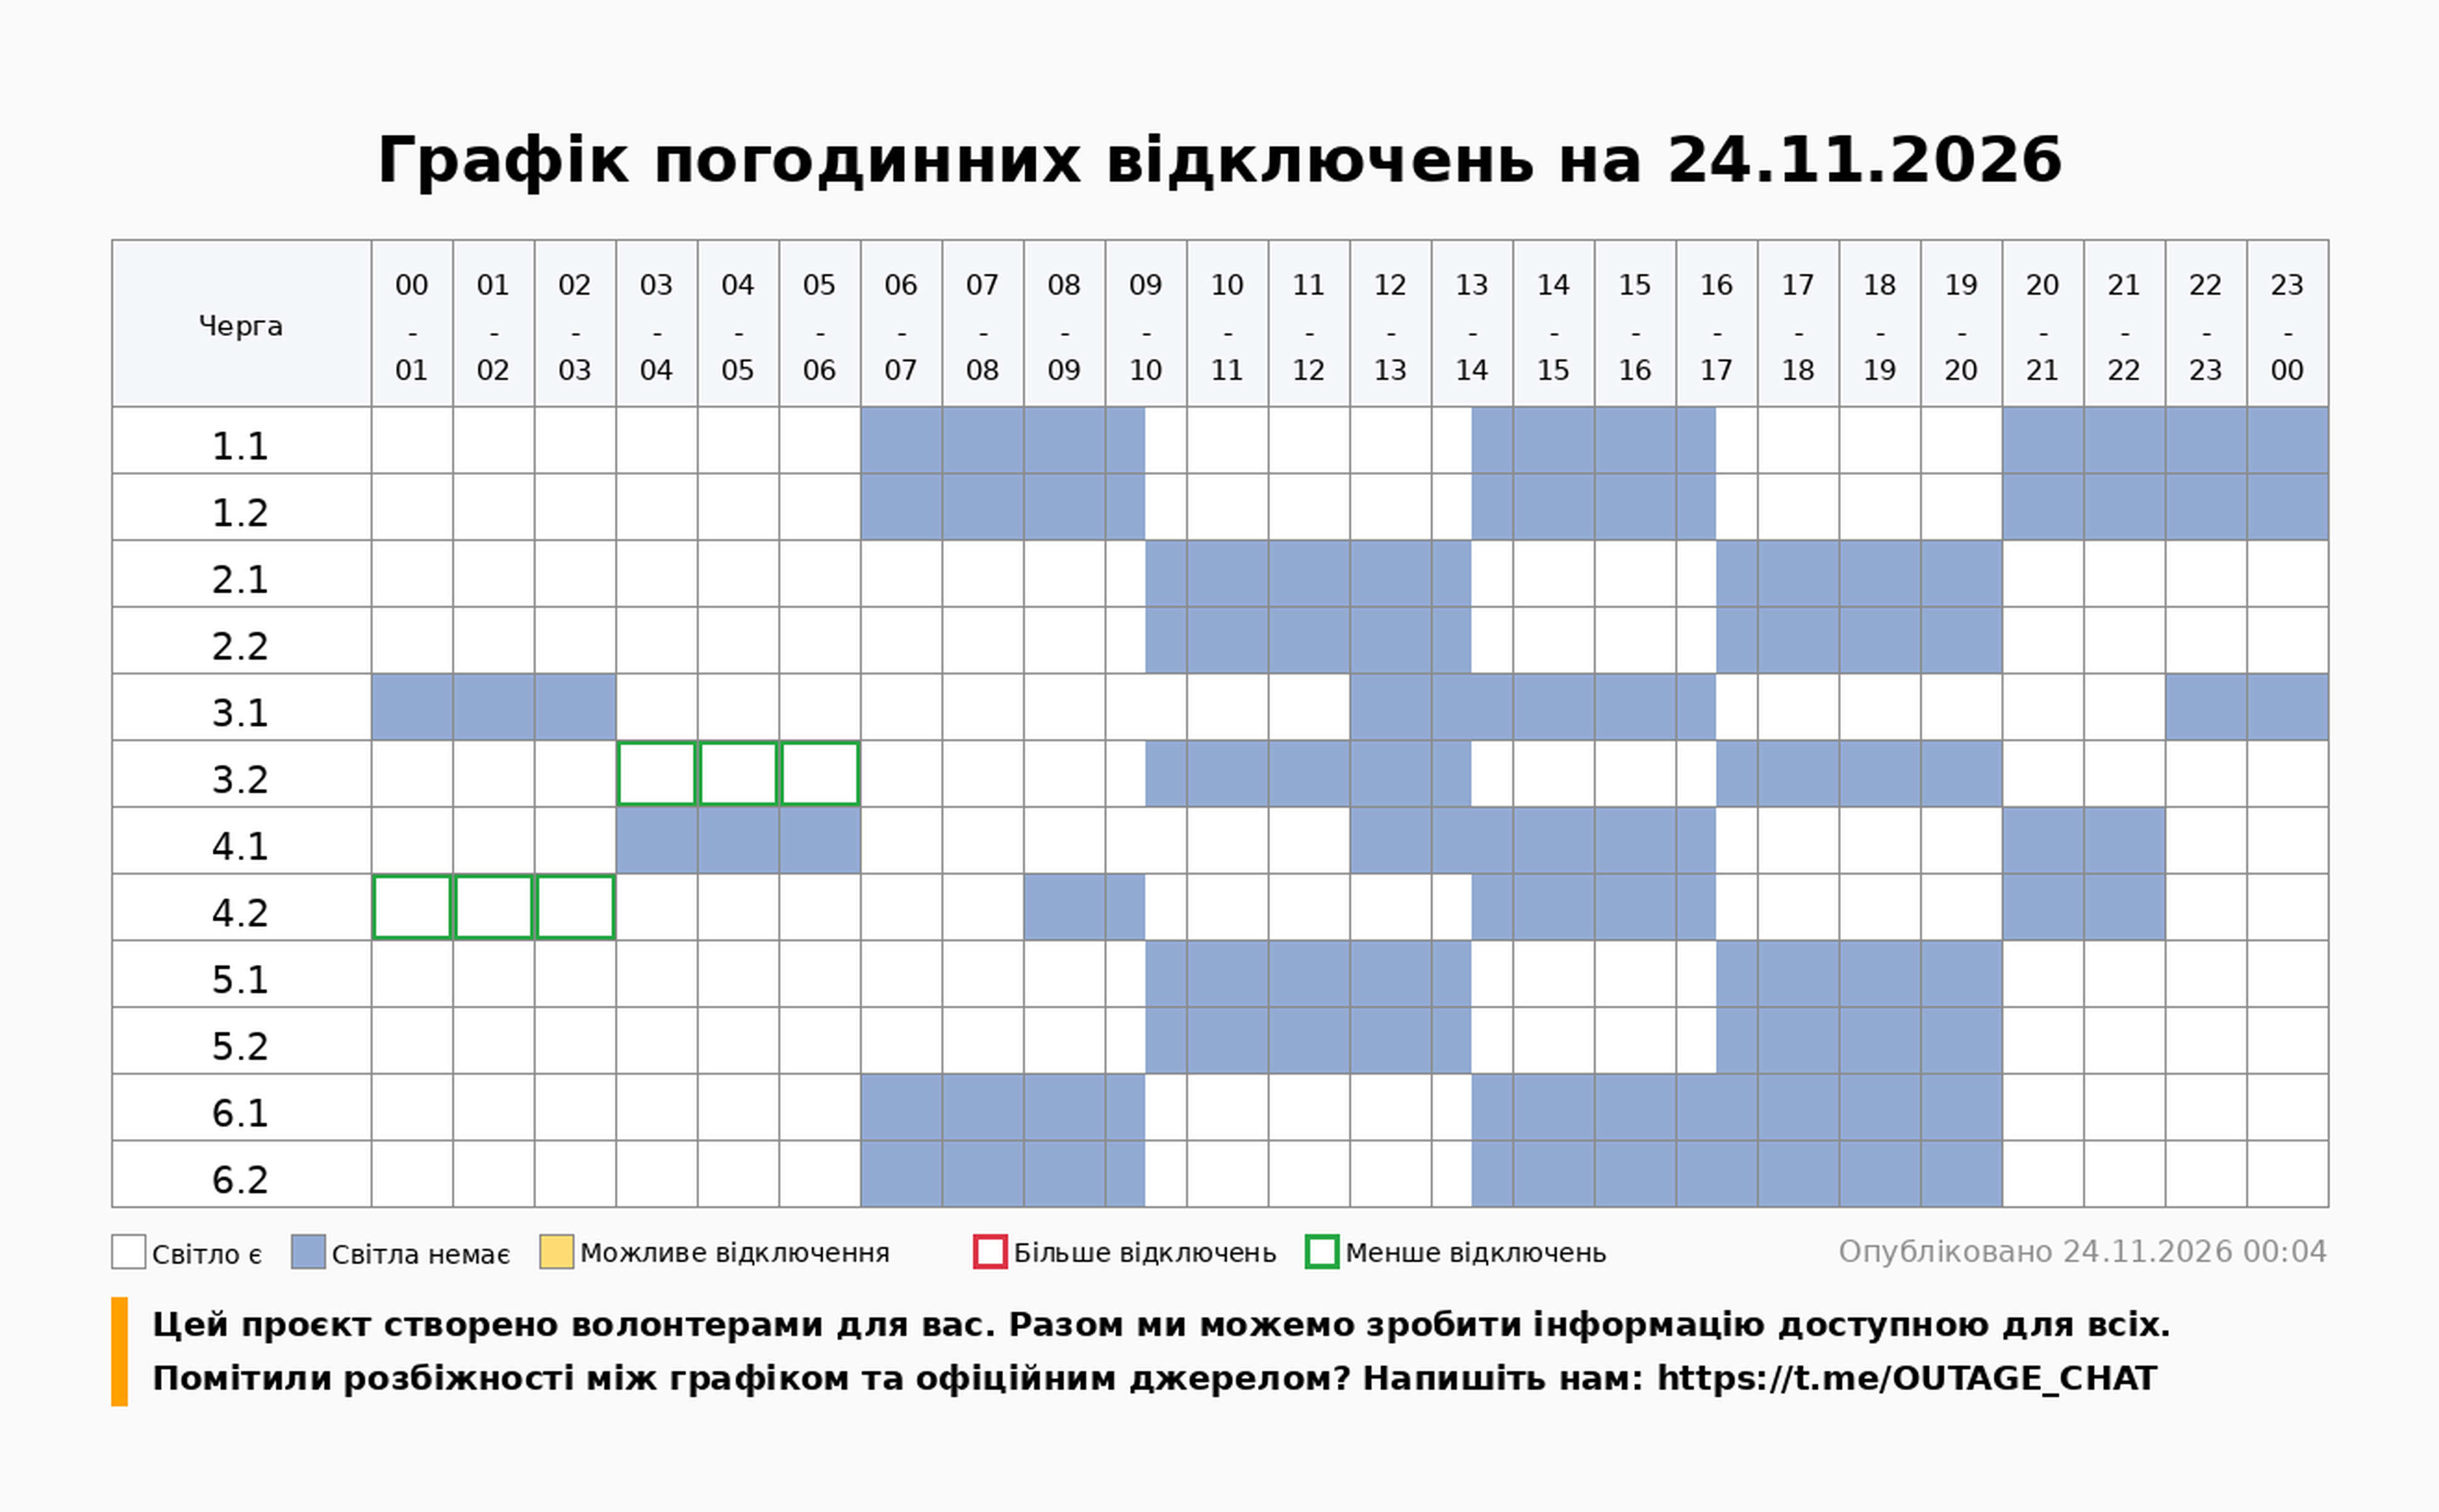 Графік погодинних відключень на 24.11.2026
Черга 00 - 01 01 - 02 02 - 03 03 - 04 04 - 05 05 - 06 06 - 07 07 - 08 08 - 09 09 - 10 10 - 11 11 - 12 12 - 13 13 - 14 14 - 15 15 - 16 16 - 17 17 - 18 18 - 19 19 - 20 20 - 21 21 - 22 22 - 23 23 - 00
1.1
1.2
2.1
2.2
3.1
3.2
4.1
4.2
5.1
5.2
6.1
6.2
Світло є Світла немає Можливе відключення Більше відключень Менше відключень Опубліковано 24.11.2026 00:04
Цей проєкт створено волонтерами для вас. Разом ми можемо зробити інформацію доступною для всіх.
Помітили розбіжності між графіком та офіційним джерелом? Напишіть нам: https://t.me/OUTAGE_CHAT